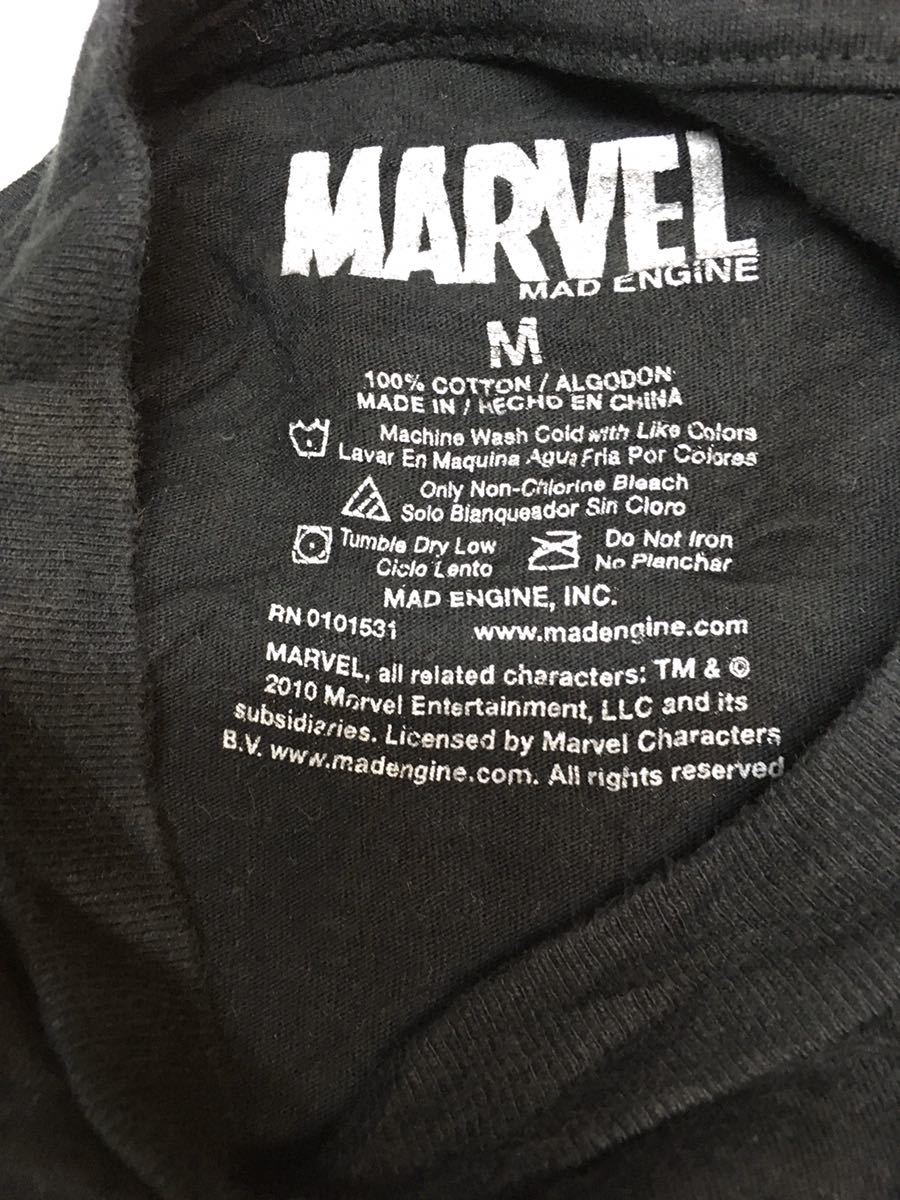 MARVEL
MAD ENGINE
M
100% COTTON / ALGODON
MADE IN / HECHO EN CHINA
Machine Wash Cold with Like Colors
Lavar En Maquina Agua Fria Por Colores
Only Non-Chlorine Bleach
Solo Blanqueador Sin Cloro
Tumble Dry Low
Ciclo Lento
Do Not Iron
No Planchar
MAD ENGINE, INC.
RN 0101531 www.madengine.com
MARVEL, all related characters: TM & ©
2010 Marvel Entertainment, LLC and its
subsidiaries. Licensed by Marvel Characters
B.V. www.madengine.com. All rights reserved